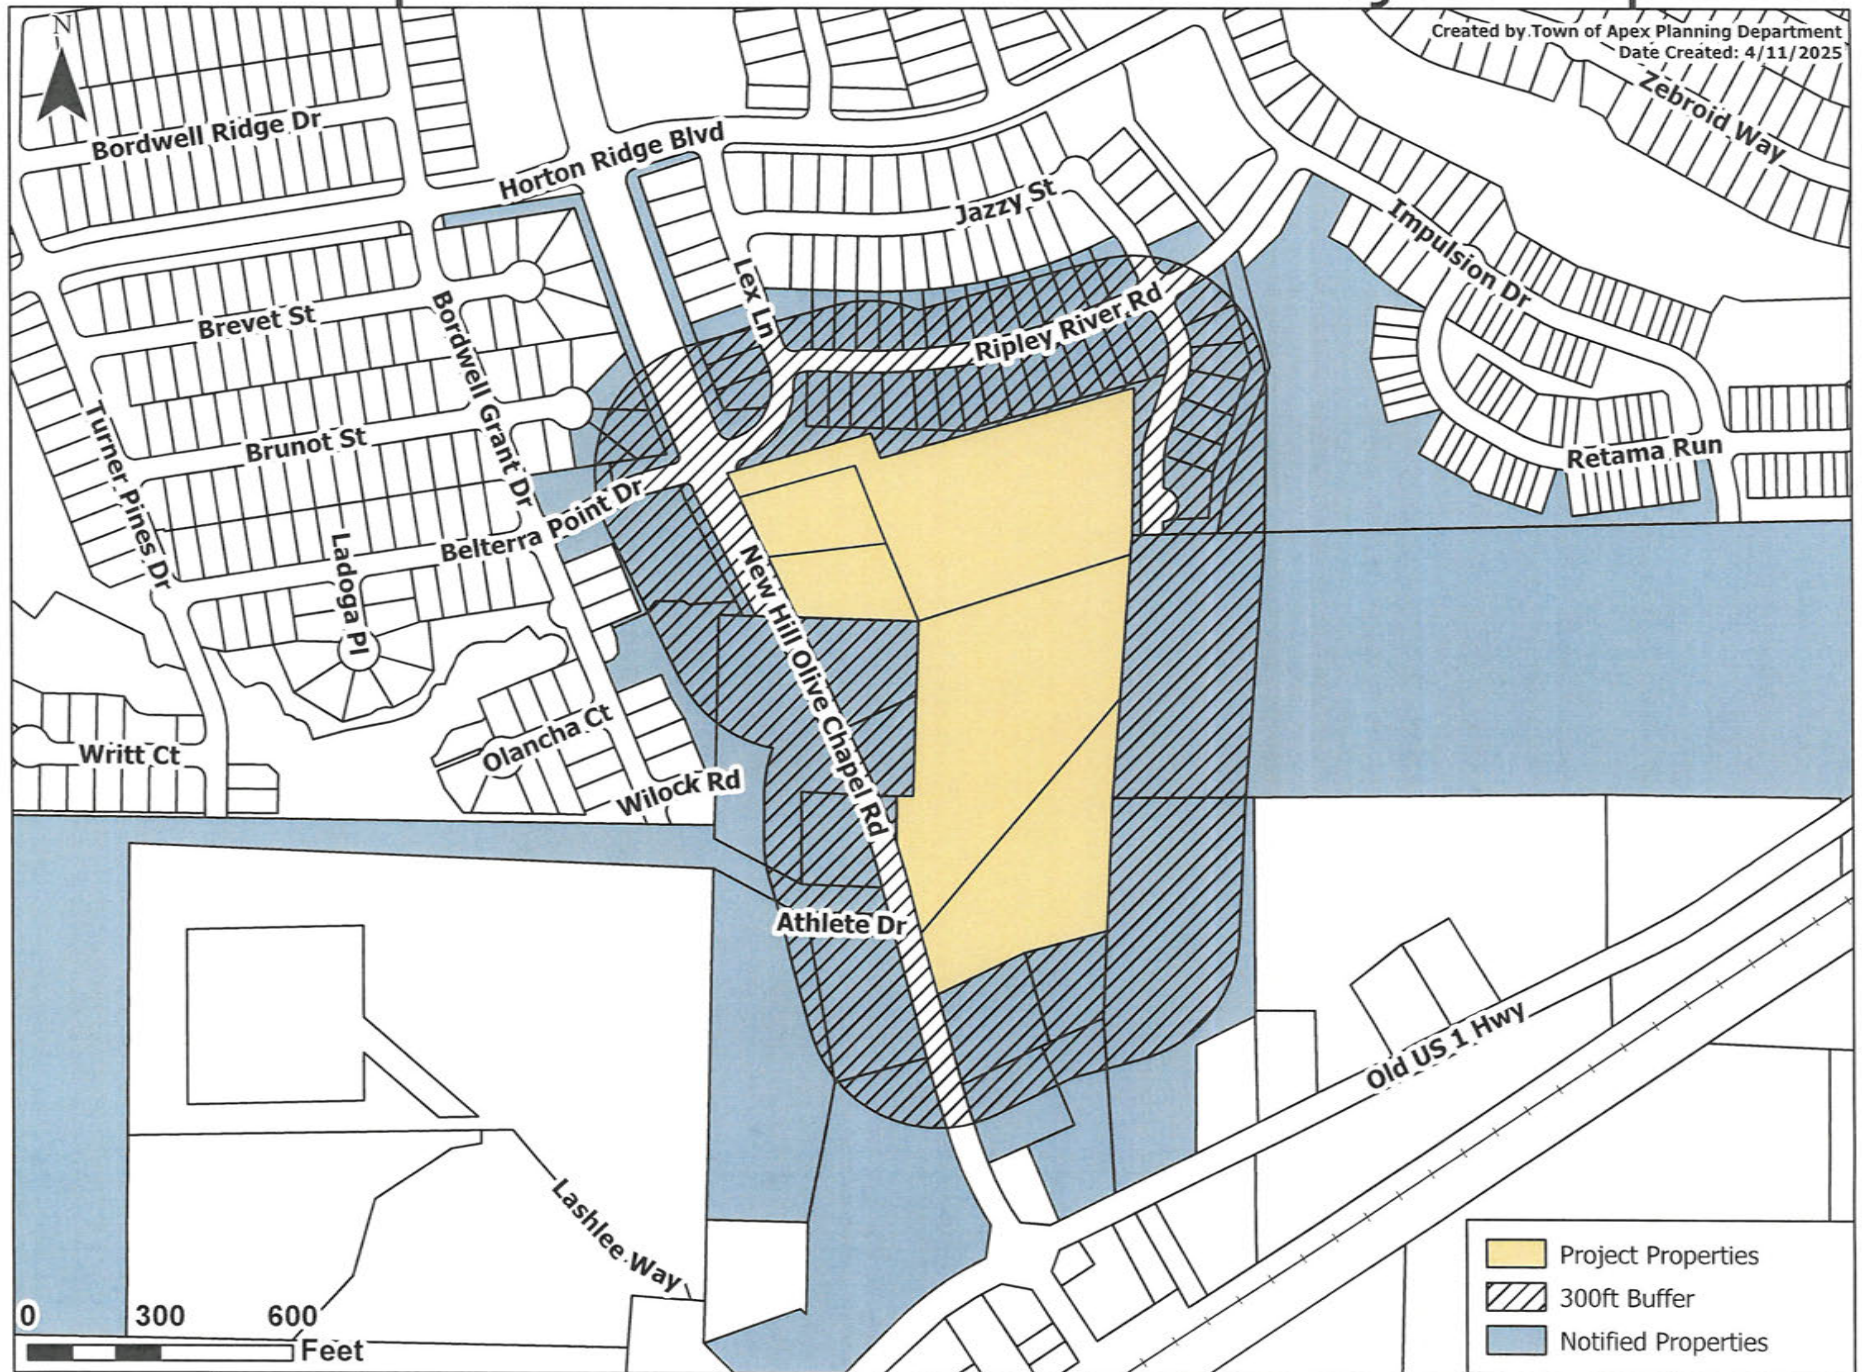 N
Created by Town of Apex Planning Department
Date Created: 4/11/2025
Zebroid Way
Bordwell Ridge Dr
Horton Ridge Blvd
Jazzy St
Impulsion Dr
Lex Ln
Brevet St
Bordwell Grant Dr
Ripley River Rd
Turner Pines Dr
Brunot St
Retama Run
Belterra Point Dr
Ladoga Pl
New Hill Olive Chapel Rd
Olancha Ct
Writt Ct
Wilock Rd
Athlete Dr
Old US 1 Hwy
Lashlee Way
0 300 600
Feet
Project Properties
300ft Buffer
Notified Properties